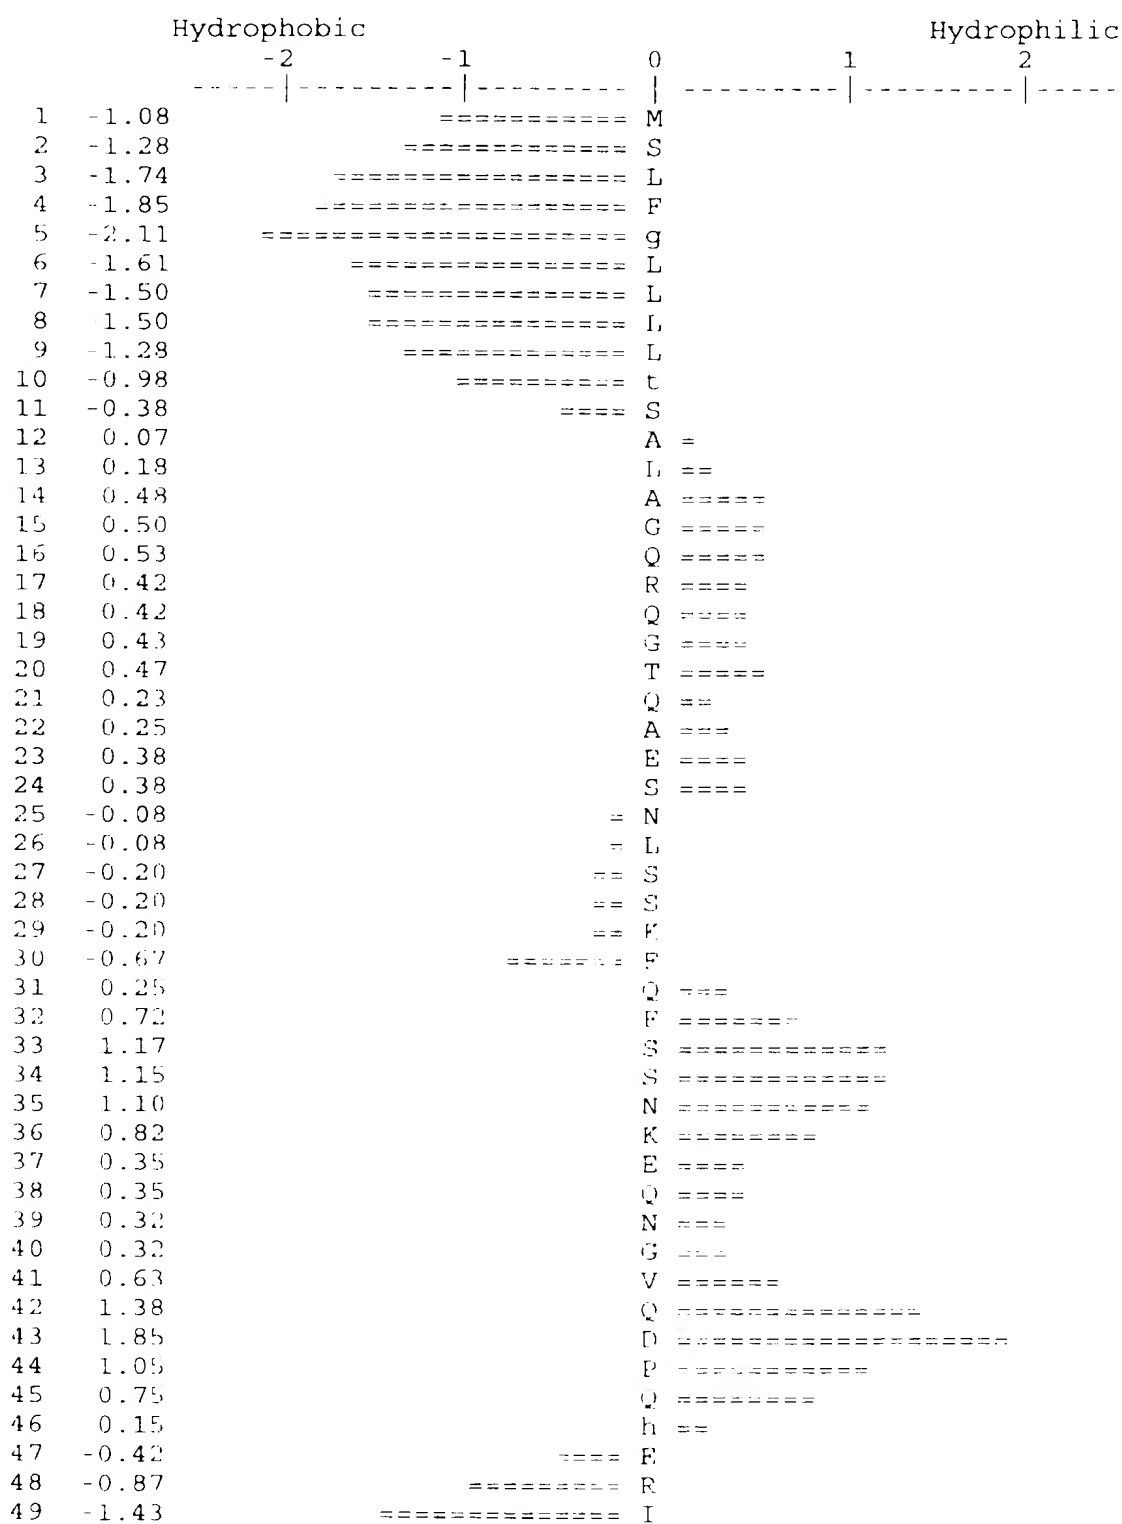 Hydrophobic Hydrophilic
-2 -1 0 1 2
-----|---------|---------|---------|---------|-----
1 -1.08 =========== M
2 -1.28 ============= S
3 -1.74 ================= L
4 -1.85 ================== F
5 -2.11 ===================== g
6 -1.61 ================ L
7 -1.50 =============== L
8 1.50 =============== L
9 -1.28 ============= L
10 -0.98 ========== t
11 -0.38 ==== S
12 0.07 A =
13 0.18 L ==
14 0.48 A =====
15 0.50 G =====
16 0.53 Q =====
17 0.42 R ====
18 0.42 Q ====
19 0.43 G ====
20 0.47 T =====
21 0.23 Q ==
22 0.25 A ===
23 0.38 E ====
24 0.38 S ====
25 -0.08 = N
26 -0.08 = L
27 -0.20 == S
28 -0.20 == S
29 -0.20 == K
30 -0.67 ======= F
31 0.25 Q ===
32 0.72 F =======
33 1.17 S ============
34 1.15 S ============
35 1.10 N ===========
36 0.82 K ========
37 0.35 E ====
38 0.35 Q ====
39 0.32 N ===
40 0.32 G ===
41 0.63 V ======
42 1.38 Q ==============
43 1.85 D ===================
44 1.05 P ===========
45 0.75 Q ========
46 0.15 h ==
47 -0.42 ==== E
48 -0.87 ========= R
49 -1.43 ============== I